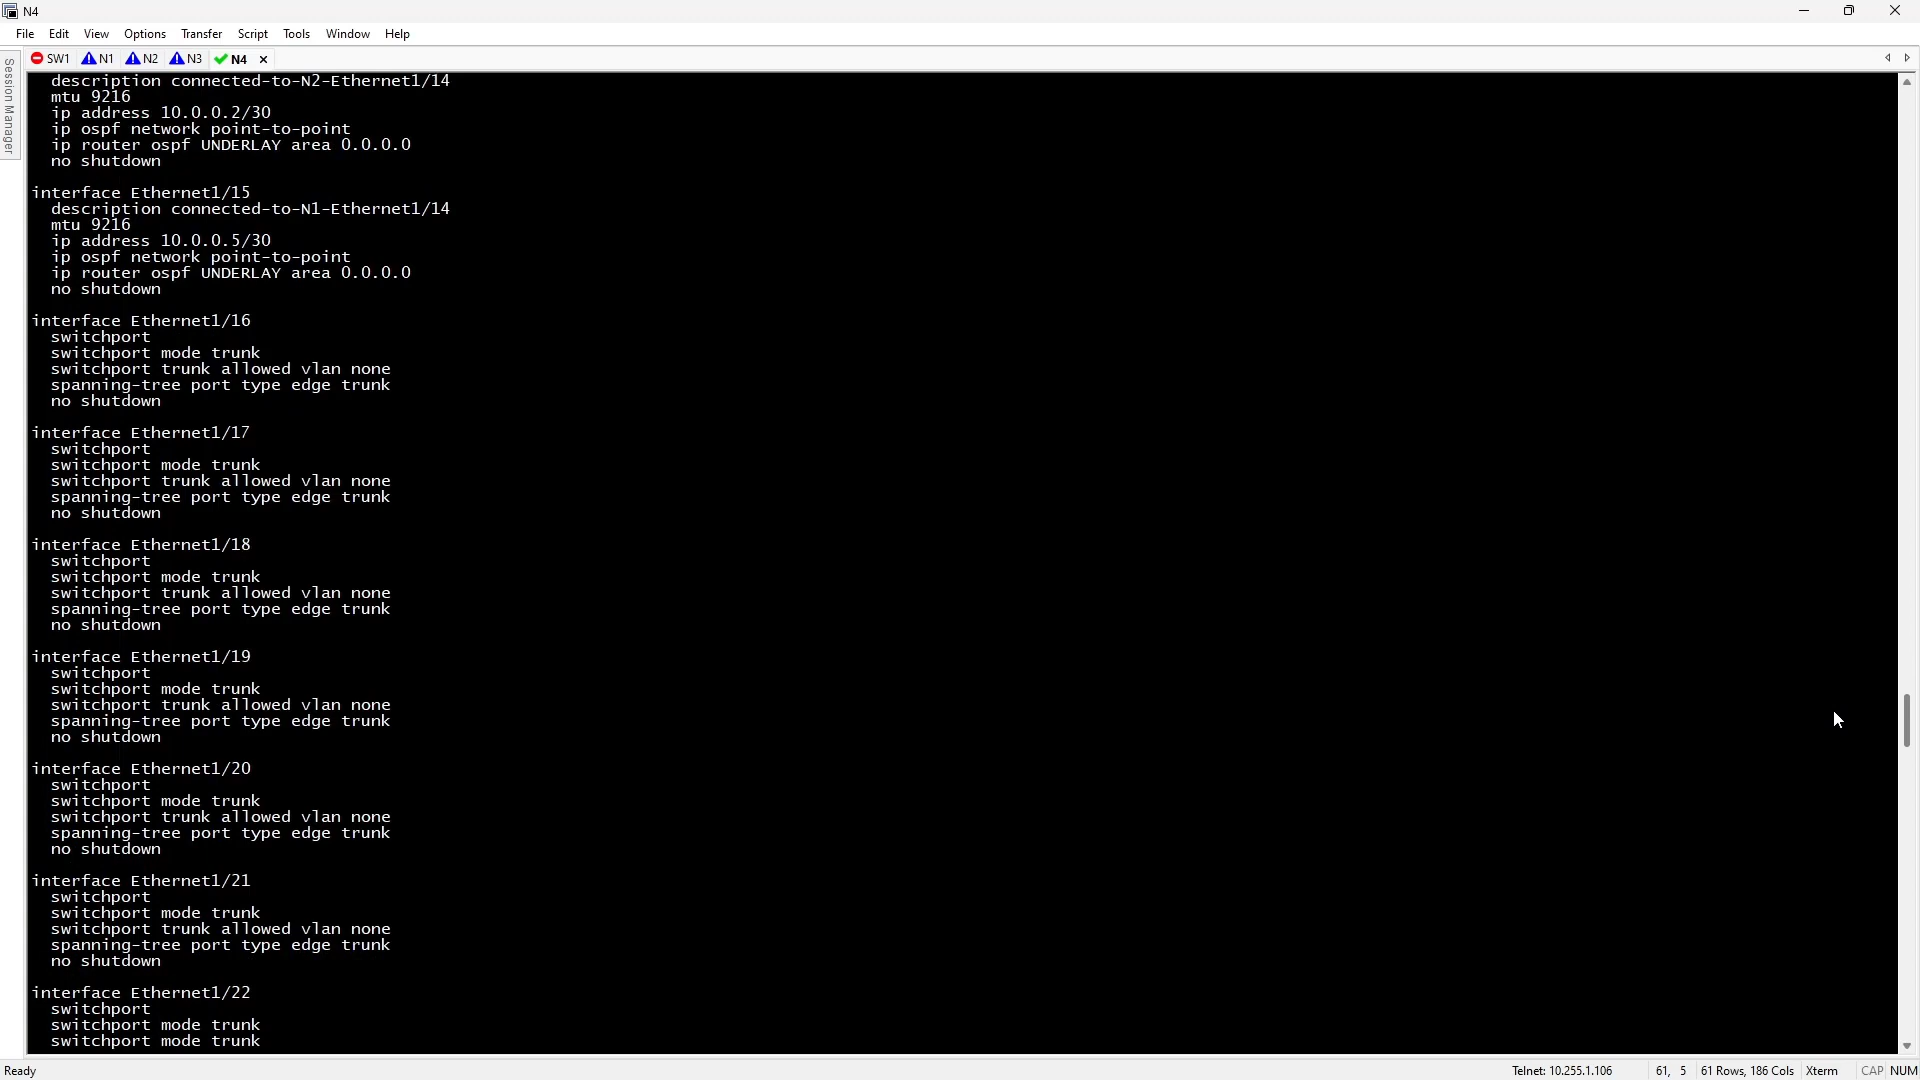 N4
File Edit View Options Transfer Script Tools Window Help
SW1 N1 N2 N3 N4
Session Manager
description connected-to-N2-Ethernet1/14
mtu 9216
ip address 10.0.0.2/30
ip ospf network point-to-point
ip router ospf UNDERLAY area 0.0.0.0
no shutdown
interface Ethernet1/15
description connected-to-N1-Ethernet1/14
mtu 9216
ip address 10.0.0.5/30
ip ospf network point-to-point
ip router ospf UNDERLAY area 0.0.0.0
no shutdown
interface Ethernet1/16
switchport
switchport mode trunk
switchport trunk allowed vlan none
spanning-tree port type edge trunk
no shutdown
interface Ethernet1/17
switchport
switchport mode trunk
switchport trunk allowed vlan none
spanning-tree port type edge trunk
no shutdown
interface Ethernet1/18
switchport
switchport mode trunk
switchport trunk allowed vlan none
spanning-tree port type edge trunk
no shutdown
interface Ethernet1/19
switchport
switchport mode trunk
switchport trunk allowed vlan none
spanning-tree port type edge trunk
no shutdown
interface Ethernet1/20
switchport
switchport mode trunk
switchport trunk allowed vlan none
spanning-tree port type edge trunk
no shutdown
interface Ethernet1/21
switchport
switchport mode trunk
switchport trunk allowed vlan none
spanning-tree port type edge trunk
no shutdown
interface Ethernet1/22
switchport
switchport mode trunk
switchport mode trunk
Ready Telnet: 10.255.1.106 61, 5 61 Rows, 186 Cols Xterm CAP NUM